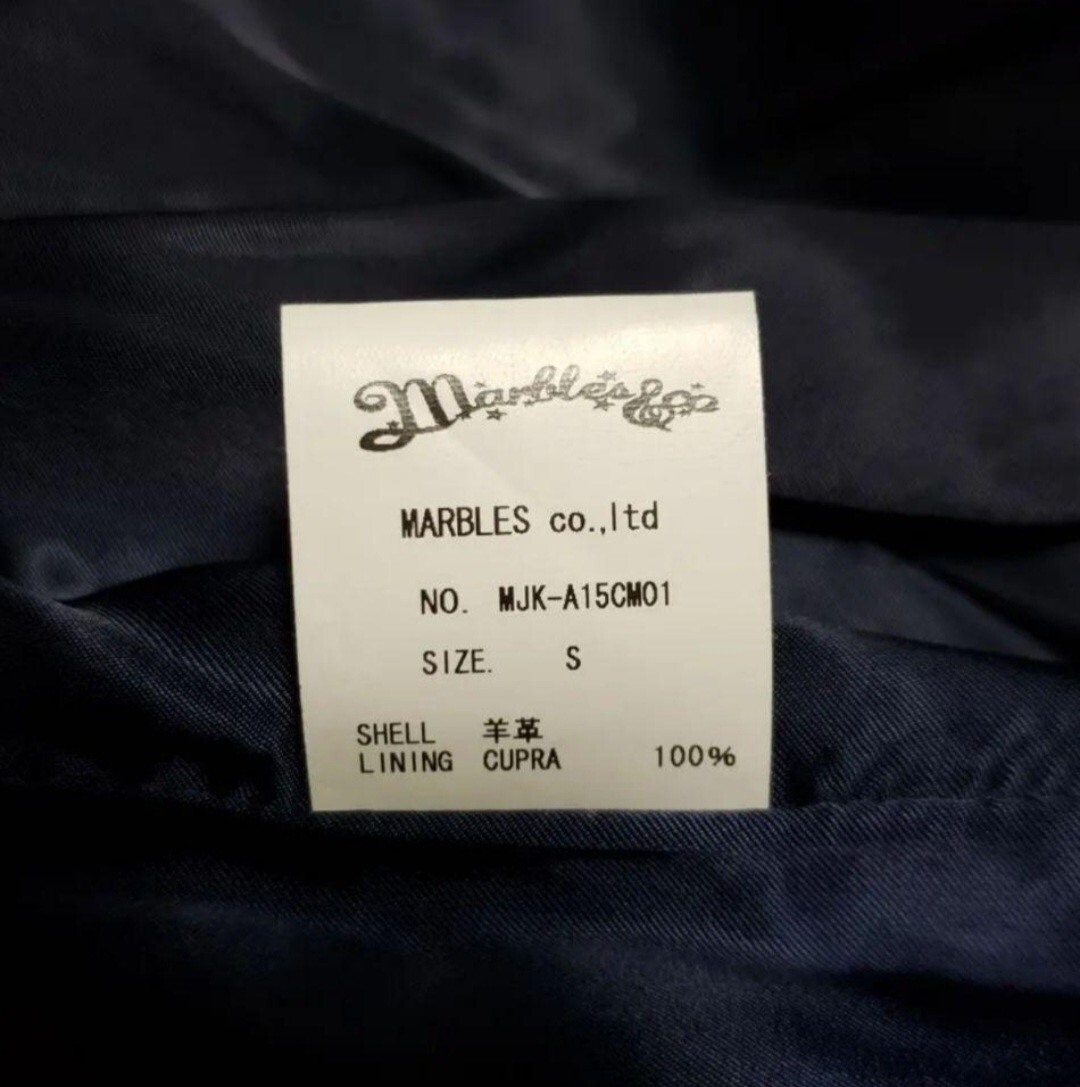 Marbles & Co
MARBLES co.,ltd
NO. MJK-A15CM01
SIZE. S
SHELL 羊革
LINING CUPRA 100%